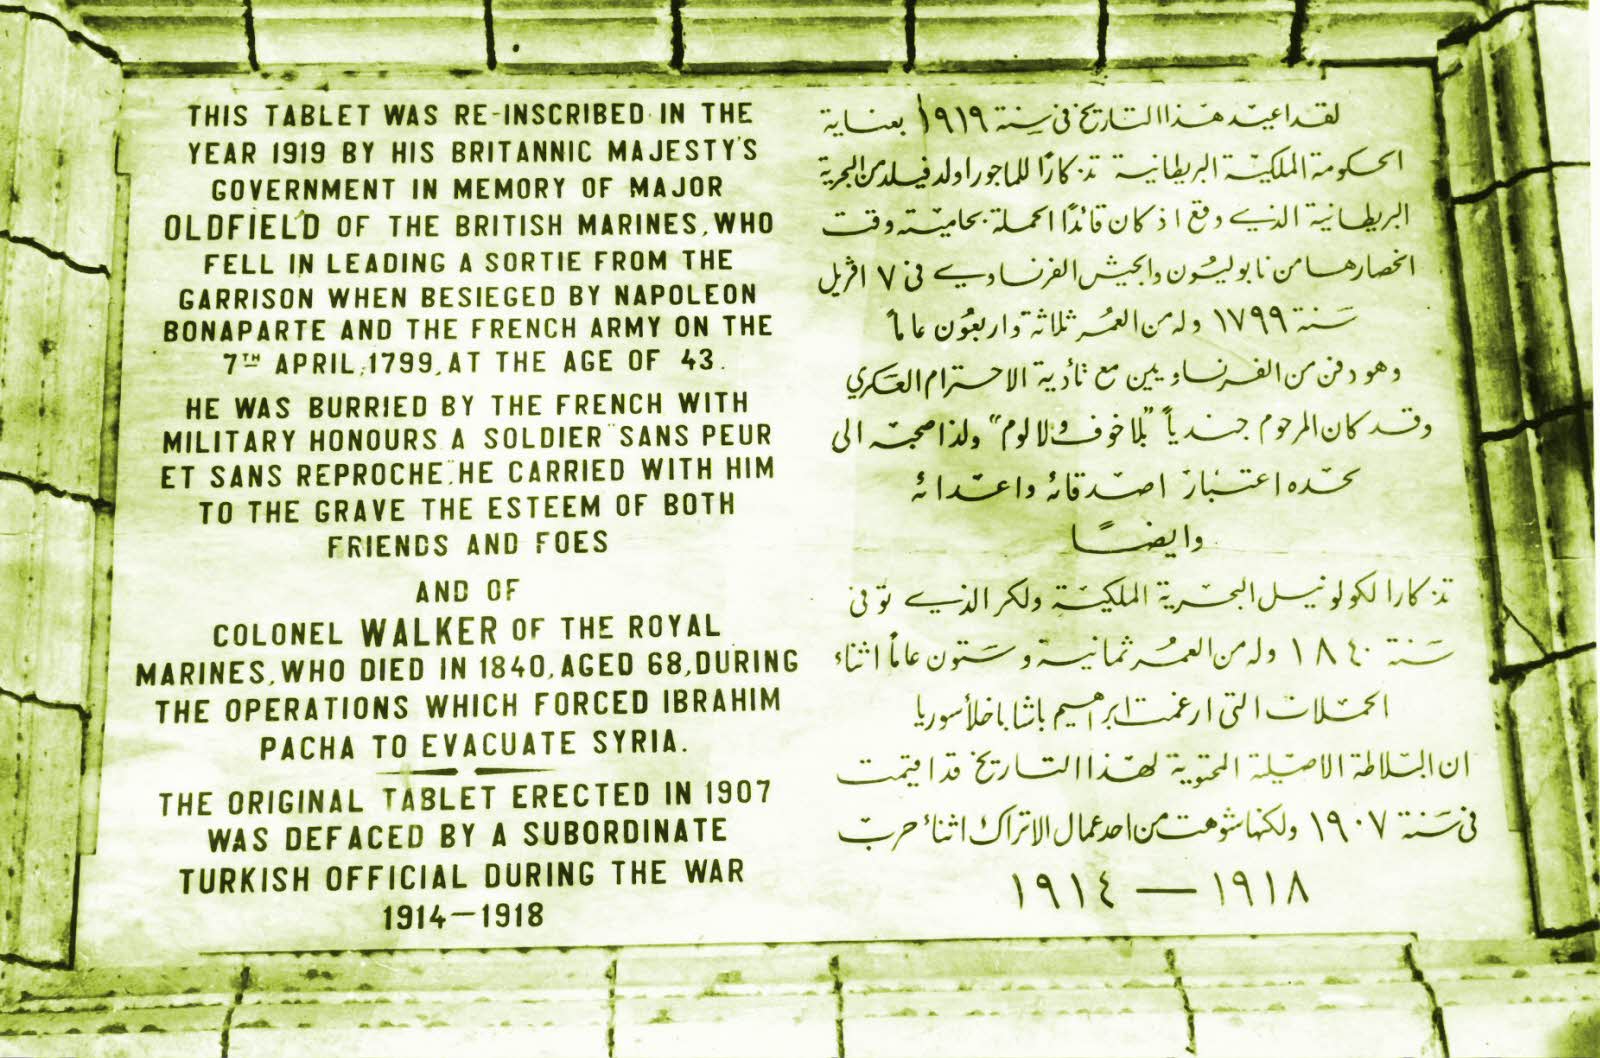 THIS TABLET WAS RE-INSCRIBED IN THE
YEAR 1919 BY HIS BRITANNIC MAJESTY'S
GOVERNMENT IN MEMORY OF MAJOR
OLDFIELD OF THE BRITISH MARINES, WHO
FELL IN LEADING A SORTIE FROM THE
GARRISON WHEN BESIEGED BY NAPOLEON
BONAPARTE AND THE FRENCH ARMY ON THE
7TH APRIL, 1799, AT THE AGE OF 43.
HE WAS BURRIED BY THE FRENCH WITH
MILITARY HONOURS A SOLDIER "SANS PEUR
ET SANS REPROCHE". HE CARRIED WITH HIM
TO THE GRAVE THE ESTEEM OF BOTH
FRIENDS AND FOES
AND OF
COLONEL WALKER OF THE ROYAL
MARINES, WHO DIED IN 1840, AGED 68, DURING
THE OPERATIONS WHICH FORCED IBRAHIM
PACHA TO EVACUATE SYRIA.
THE ORIGINAL TABLET ERECTED IN 1907
WAS DEFACED BY A SUBORDINATE
TURKISH OFFICIAL DURING THE WAR
1914—1918
لقد اعيد هذا التاريخ في سنة ١٩١٩ بعناية
الحكومة الملكية البريطانية تذكارًا للماجور اولدفيلد من البحرية
البريطانية الذي وقع اذ كان قائدًا الحملة بحامية وقت
انحصارها من نابوليون والجيش الفرنساوي في ٧ افريل
سنة ١٧٩٩ وله من العمر ثلاثة واربعون عاماً
وهو دفن من الفرنساويين مع تأدية الاحترام العسكري
وقد كان المرحوم جندياً "بلا خوف ولا لوم" ولذا صحبه الى
لحده اعتبار اصدقائه واعدائه
وايضًا
تذكارا لكولونيل البحرية الملكية ولكر الذي توفي
سنة ١٨٤٠ وله من العمر ثمانية وستون عاماً اثناء
الحملات التي ارغمت ابراهيم باشا باخلاء سوريا
ان البلاطة الاصيلة المحتوية لهذا التاريخ قد اقيمت
في سنة ١٩٠٧ ولكنها شوهت من احد عمال الاتراك اثناء حرب
١٩١٤ — ١٩١٨